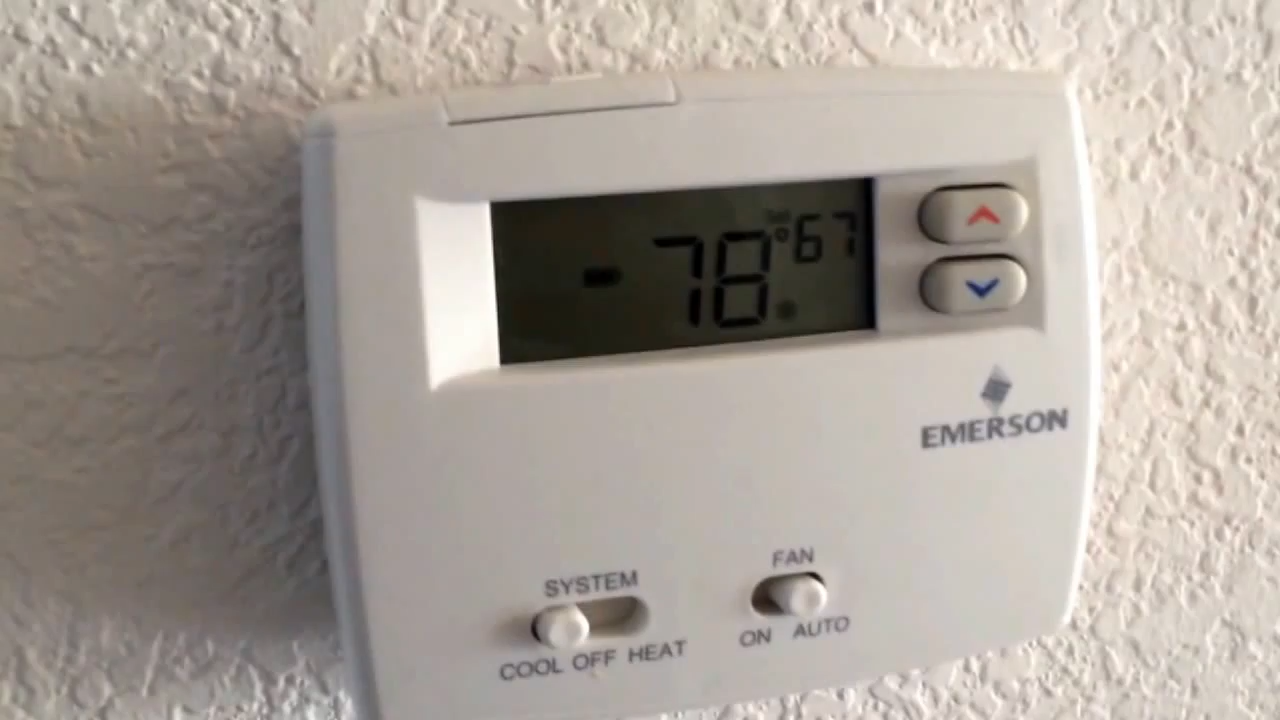 78° 67
EMERSON
SYSTEM
COOL OFF HEAT
FAN
ON AUTO